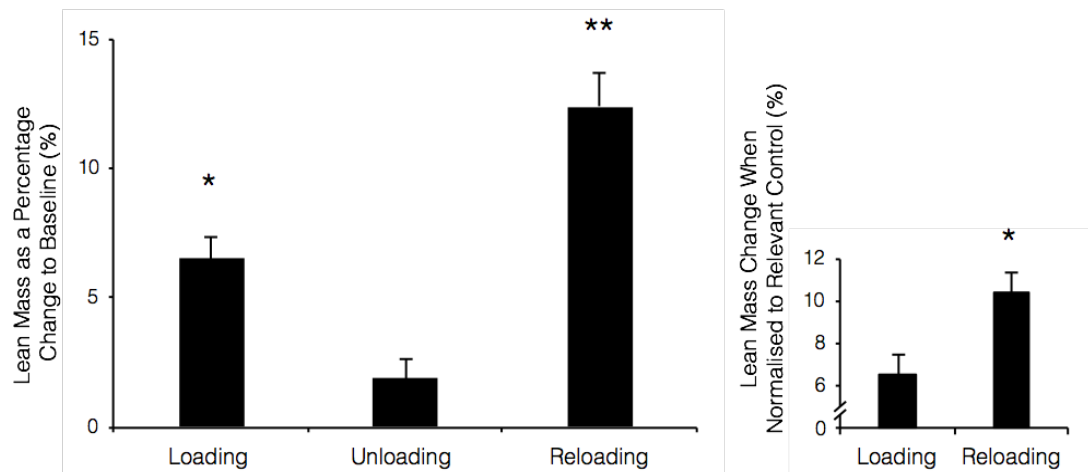 Lean Mass as a Percentage
Change to Baseline (%)
15
10
5
0
*
**
Loading Unloading Reloading
Lean Mass Change When
Normalised to Relevant Control (%)
12
10
8
6
0
*
Loading Reloading